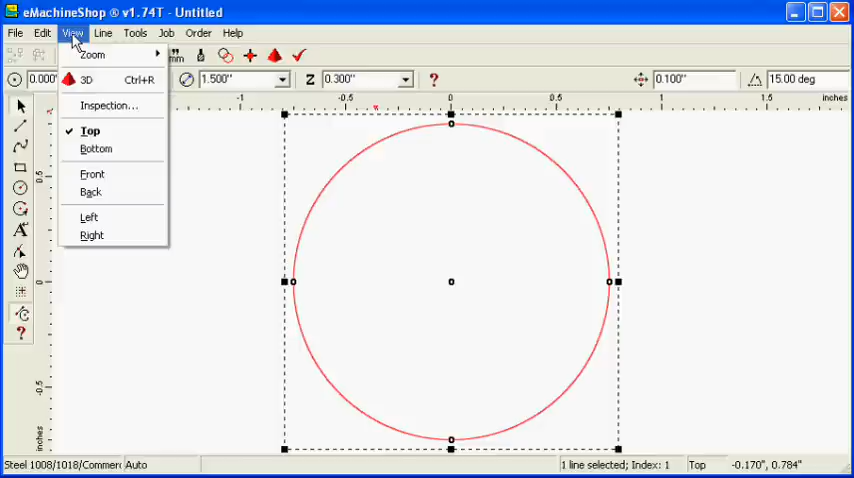 eMachineShop ® v1.74T - Untitled
File Edit View Line Tools Job Order Help
0.000" 1.500" Z 0.300" ? 0.100" 15.00 deg
-1 -0.5 0 0.5 1 1.5 inches
Zoom
3D Ctrl+R
Inspection...
Top
Bottom
Front
Back
Left
Right
0.5
0
-0.5
inches
A
?
Steel 1008/1018/Commerc Auto 1 line selected; Index: 1 Top -0.170", 0.784"